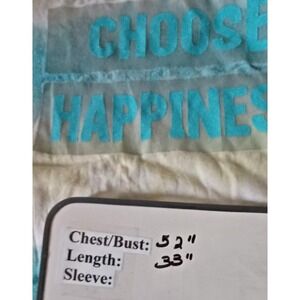 CHOOSE
HAPPINES
Chest/Bust: 52"
Length: 33"
Sleeve: